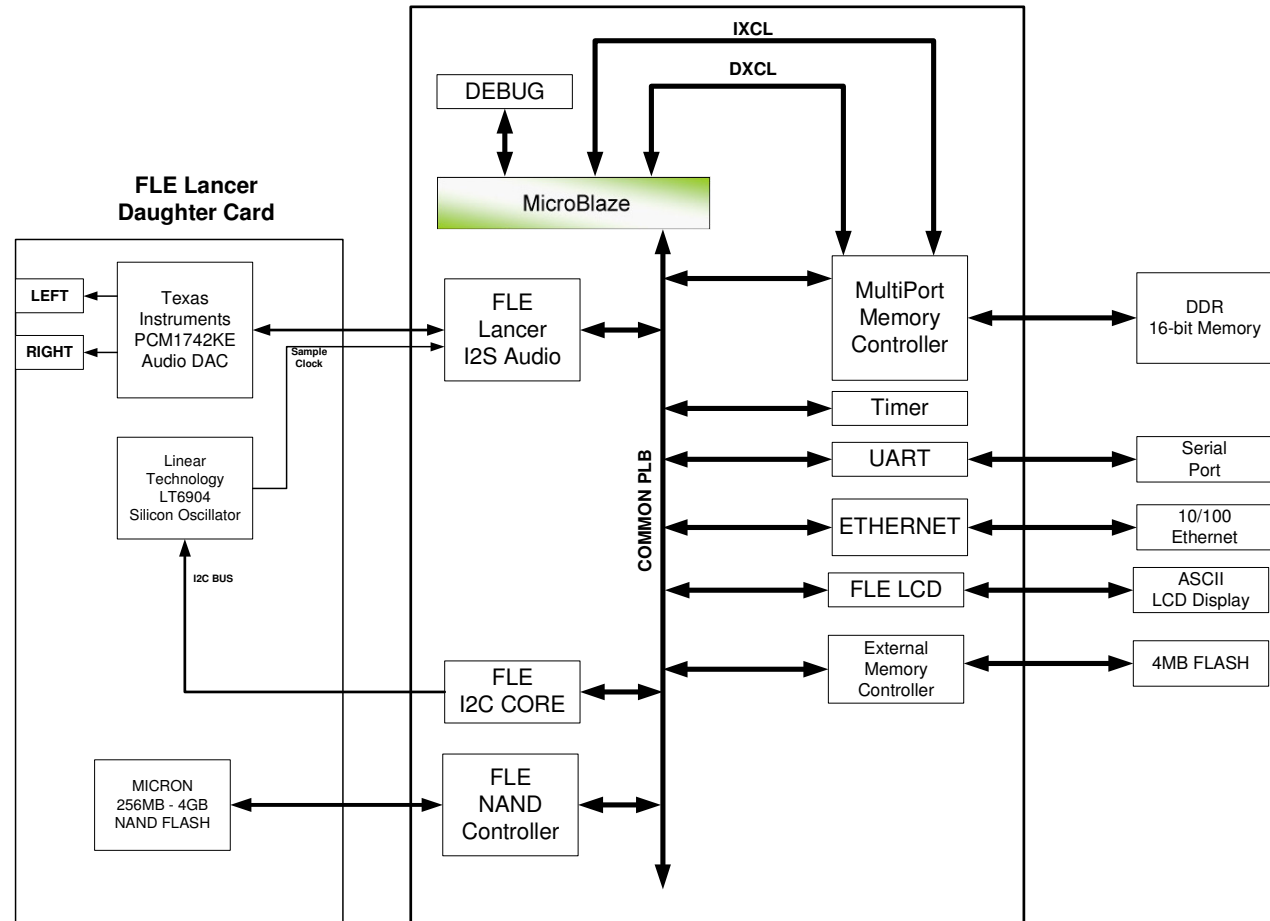 IXCL
DXCL
DEBUG
MicroBlaze
FLE Lancer
Daughter Card
LEFT
RIGHT
Texas
Instruments
PCM1742KE
Audio DAC
Sample
Clock
FLE
Lancer
I2S Audio
MultiPort
Memory
Controller
DDR
16-bit Memory
Timer
Linear
Technology
LT6904
Silicon Oscillator
COMMON PLB
UART
Serial
Port
ETHERNET
10/100
Ethernet
I2C BUS
FLE LCD
ASCII
LCD Display
External
Memory
Controller
4MB FLASH
FLE
I2C CORE
MICRON
256MB - 4GB
NAND FLASH
FLE
NAND
Controller